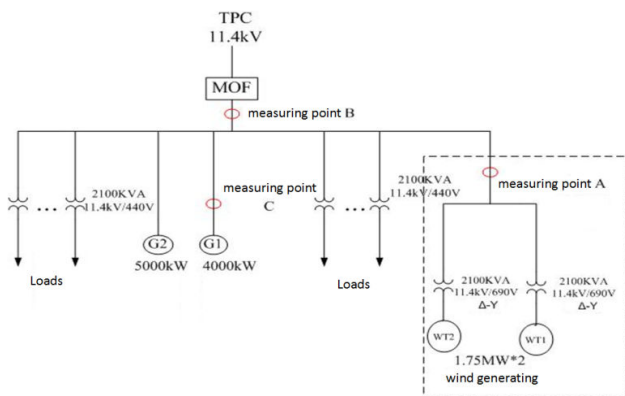 TPC
11.4kV
MOF
measuring point B
2100KVA
11.4kV/440V
...
measuring point
C
2100KVA
11.4kV/440V
...
measuring point A
G2
G1
5000kW
4000kW
Loads
Loads
2100KVA
11.4kV/690V
Δ-Y
2100KVA
11.4kV/690V
Δ-Y
WT2
WT1
1.75MW*2
wind generating